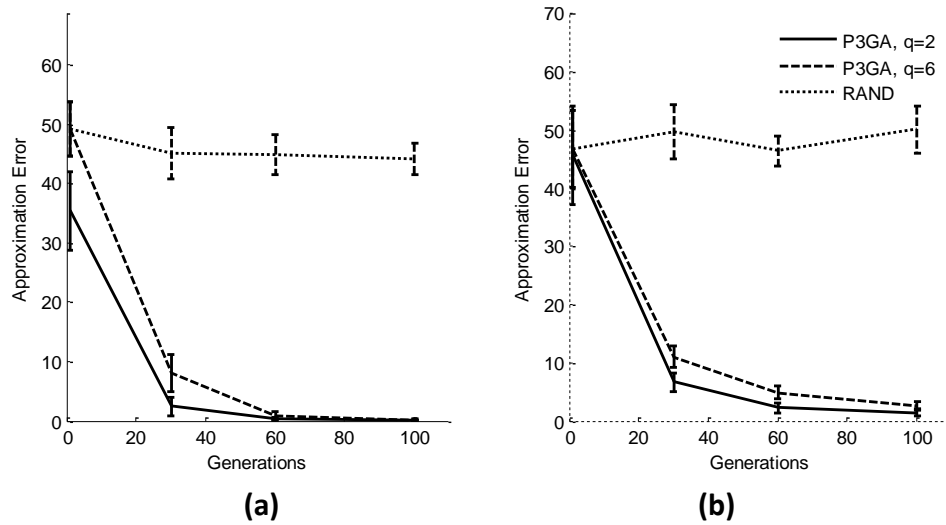 60
50
40
30
20
10
0
Approximation Error
0 20 40 60 80 100
Generations
(a)
70
60
50
40
30
20
10
0
Approximation Error
P3GA, q=2
P3GA, q=6
RAND
0 20 40 60 80 100
Generations
(b)